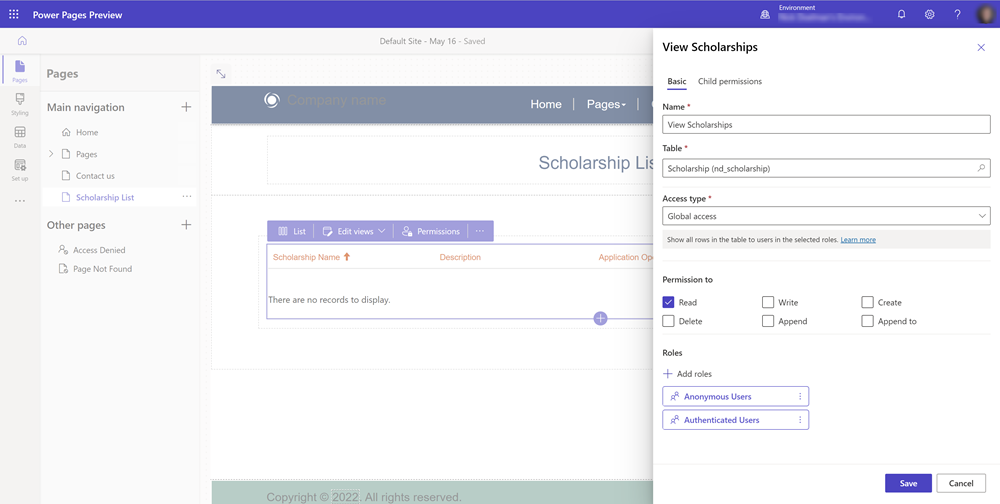 Power Pages Preview
Environment
Default Site - May 16 - Saved
Pages
Styling
Data
Set up
Pages
Main navigation
Home
Pages
Contact us
Scholarship List
Other pages
Access Denied
Page Not Found
Company name
Home
Pages
Scholarship Lis
List
Edit views
Permissions
Scholarship Name
Description
Application Ope
There are no records to display.
Copyright © 2022. All rights reserved.
View Scholarships
Basic
Child permissions
Name *
View Scholarships
Table *
Scholarship (nd_scholarship)
Access type *
Global access
Show all rows in the table to users in the selected roles. Learn more
Permission to
Read
Write
Create
Delete
Append
Append to
Roles
Add roles
Anonymous Users
Authenticated Users
Save
Cancel